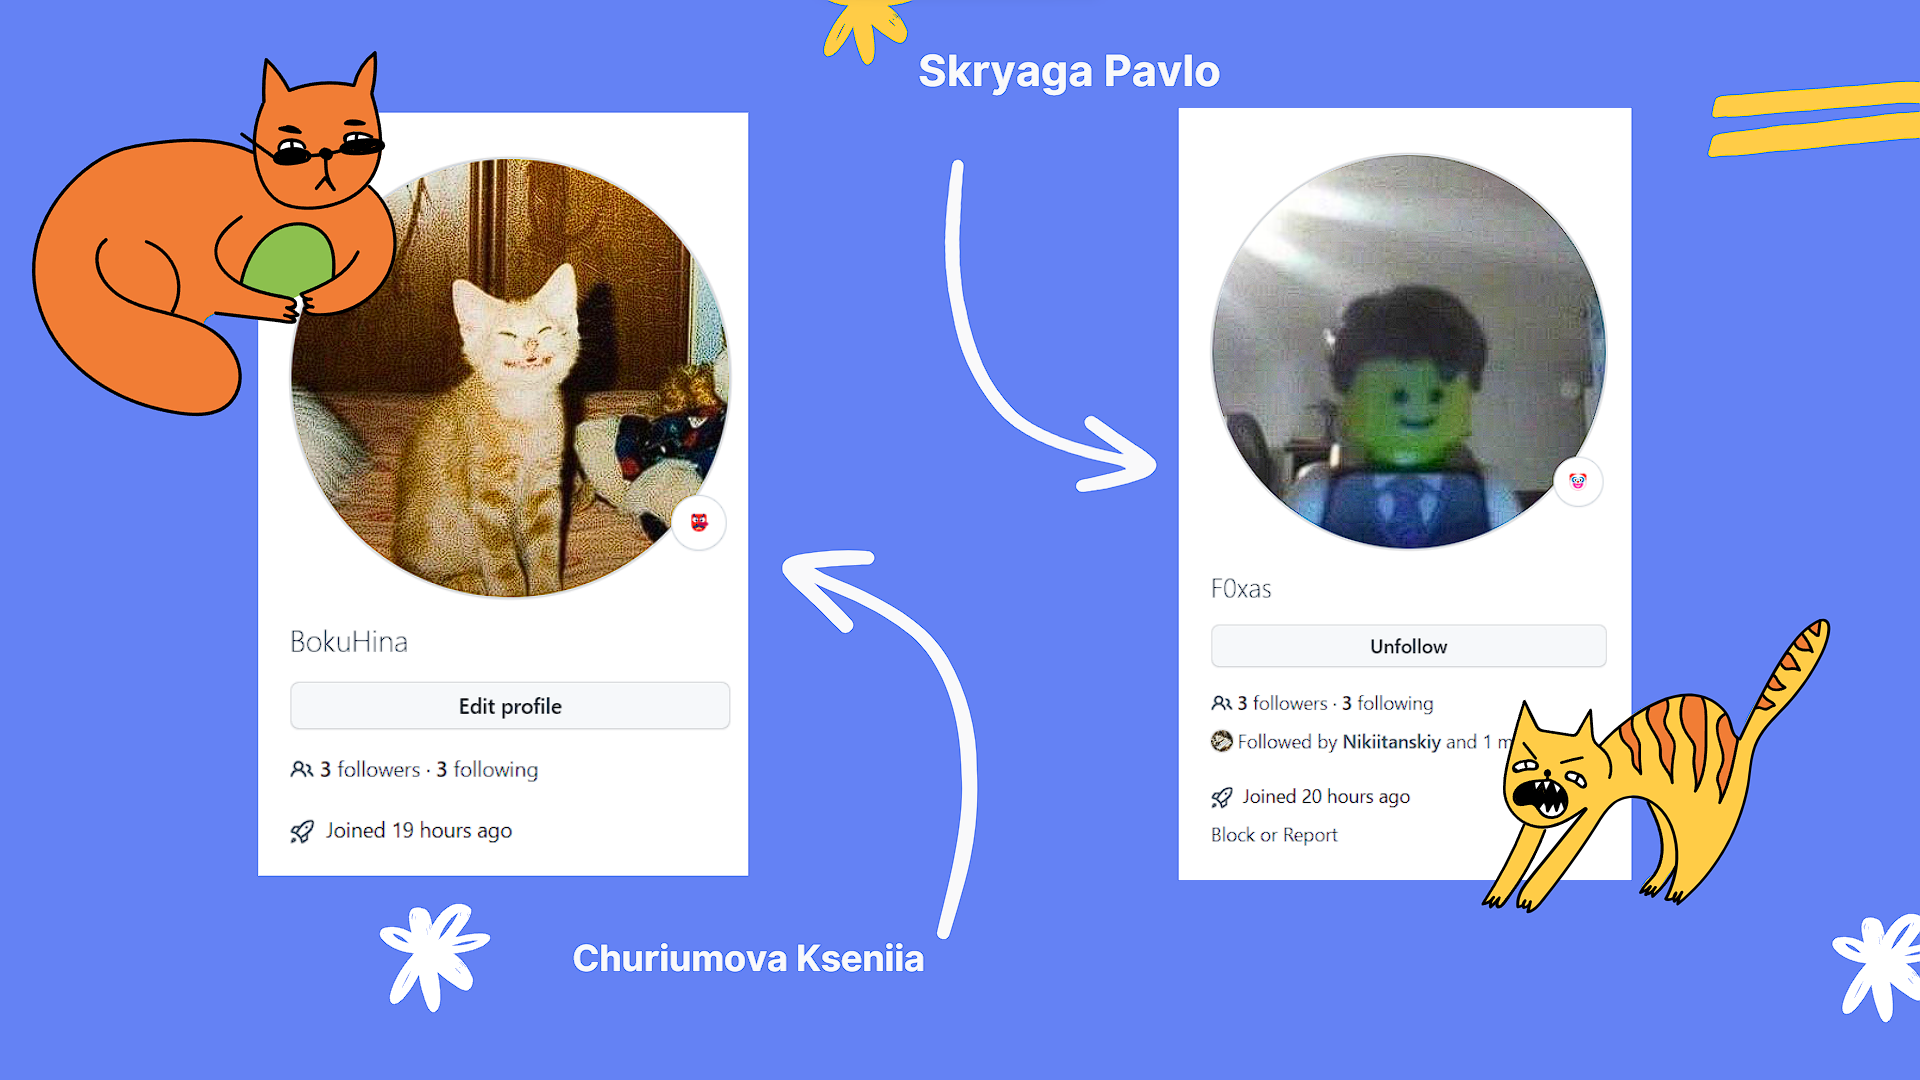 Skryaga Pavlo
BokuHina
Edit profile
3 followers · 3 following
Joined 19 hours ago
F0xas
Unfollow
3 followers · 3 following
Followed by Nikiitanskiy and 1 m
Joined 20 hours ago
Block or Report
Churiumova Kseniia